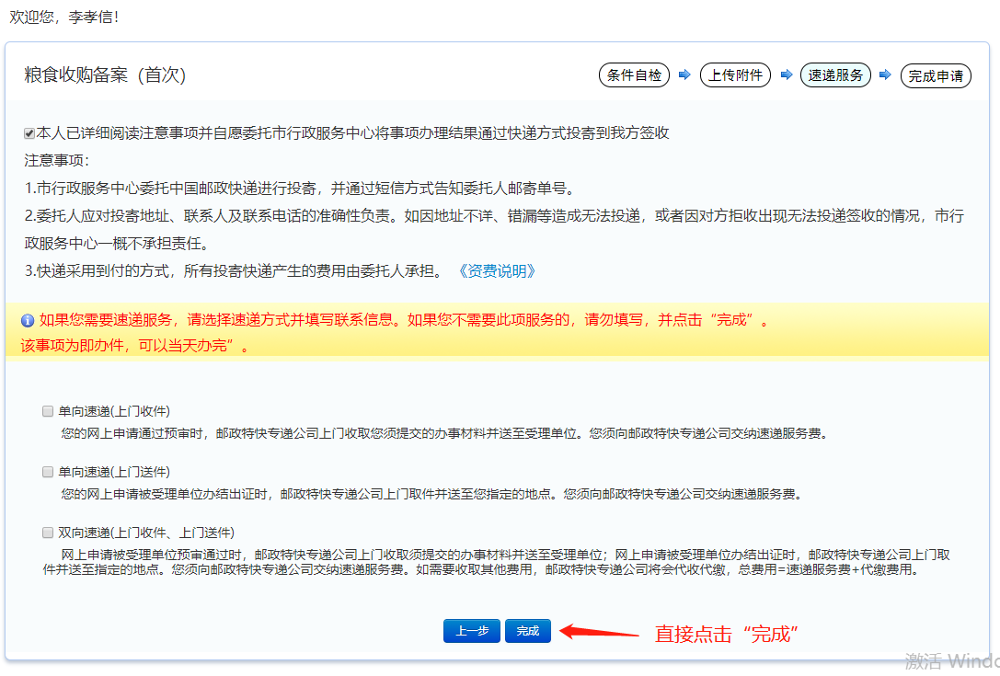 欢迎您，李孝信！
粮食收购备案（首次）
条件自检 上传附件 速递服务 完成申请
本人已详细阅读注意事项并自愿委托市行政服务中心将事项办理结果通过快递方式投寄到我方签收
注意事项：
1.市行政服务中心委托中国邮政快递进行投寄，并通过短信方式告知委托人邮寄单号。
2.委托人应对投寄地址、联系人及联系电话的准确性负责。如因地址不详、错漏等造成无法投递，或者因对方拒收出现无法投递签收的情况，市行
政服务中心一概不承担责任。
3.快递采用到付的方式，所有投寄快递产生的费用由委托人承担。 《资费说明》
如果您需要速递服务，请选择速递方式并填写联系信息。如果您不需要此项服务的，请勿填写，并点击“完成”。
该事项为即办件，可以当天办完”。
单向速递(上门收件)
您的网上申请通过预审时，邮政特快专递公司上门收取您须提交的办事材料并送至受理单位。您须向邮政特快专递公司交纳速递服务费。
单向速递(上门送件)
您的网上申请被受理单位办结出证时，邮政特快专递公司上门取件并送至您指定的地点。您须向邮政特快专递公司交纳速递服务费。
双向速递(上门收件、上门送件)
网上申请被受理单位预审通过时，邮政特快专递公司上门收取须提交的办事材料并送至受理单位；网上申请被受理单位办结出证时，邮政特快专递公司上门取
件并送至指定的地点。您须向邮政特快专递公司交纳速递服务费。如需要收取其他费用，邮政特快专递公司将会代收代缴，总费用=速递服务费+代缴费用。
上一步 完成 直接点击“完成”
激活 Windo